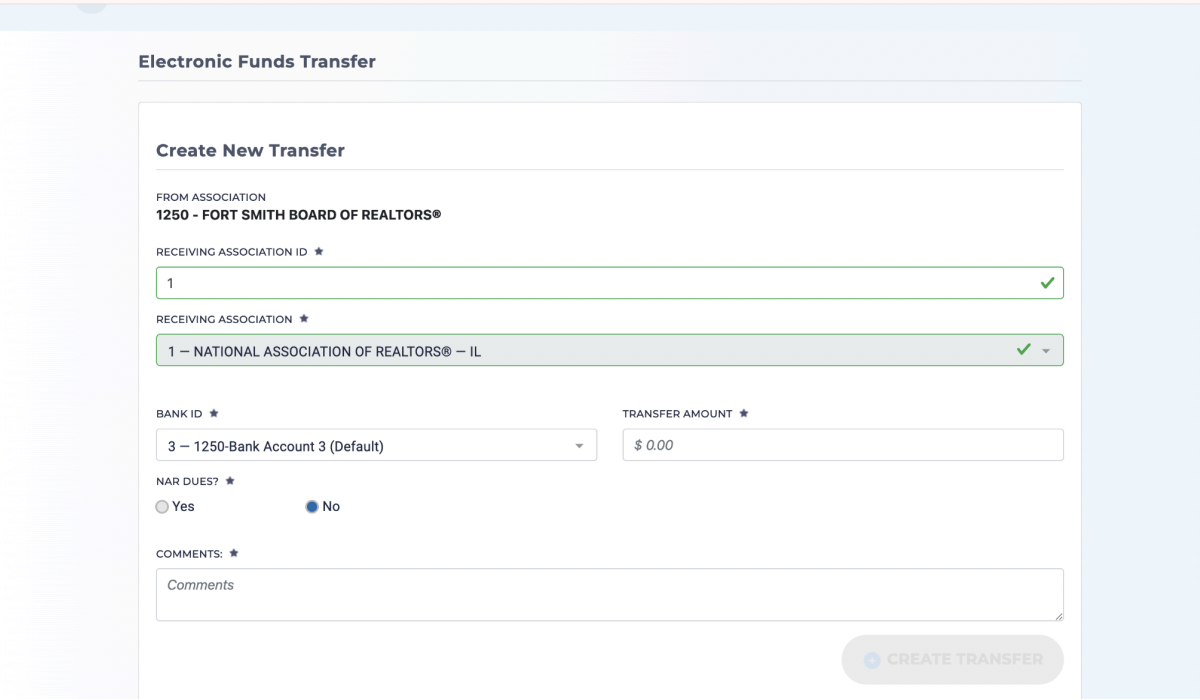 Electronic Funds Transfer
Create New Transfer
FROM ASSOCIATION
1250 - FORT SMITH BOARD OF REALTORS®
RECEIVING ASSOCIATION ID ★
1
RECEIVING ASSOCIATION ★
1 — NATIONAL ASSOCIATION OF REALTORS® — IL
BANK ID ★ TRANSFER AMOUNT ★
3 — 1250-Bank Account 3 (Default) $ 0.00
NAR DUES? ★
Yes No
COMMENTS: ★
Comments
CREATE TRANSFER